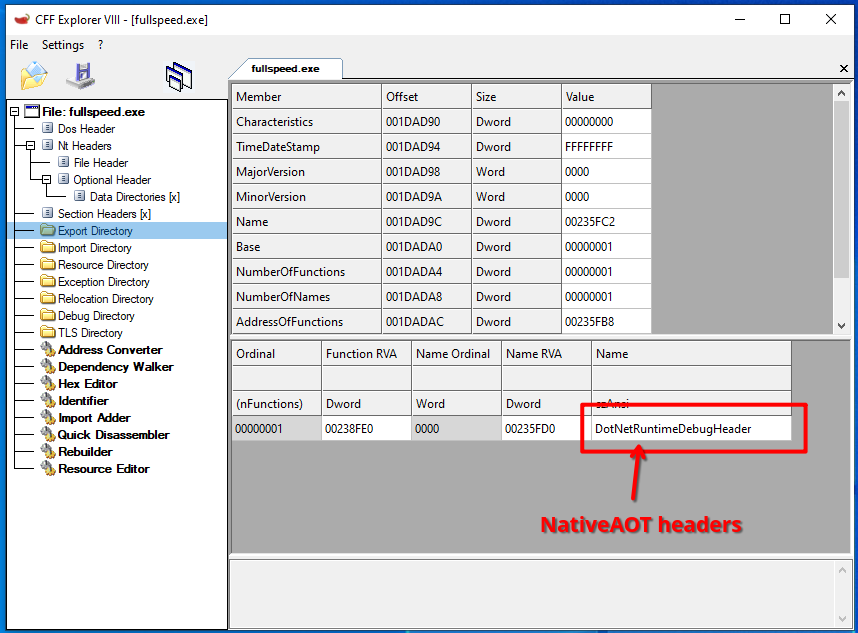 CFF Explorer VIII - [fullspeed.exe]
File Settings ?
fullspeed.exe
File: fullspeed.exe
Dos Header
Nt Headers
File Header
Optional Header
Data Directories [x]
Section Headers [x]
Export Directory
Import Directory
Resource Directory
Exception Directory
Relocation Directory
Debug Directory
TLS Directory
Address Converter
Dependency Walker
Hex Editor
Identifier
Import Adder
Quick Disassembler
Rebuilder
Resource Editor
Member Offset Size Value
Characteristics 001DAD90 Dword 00000000
TimeDateStamp 001DAD94 Dword FFFFFFFF
MajorVersion 001DAD98 Word 0000
MinorVersion 001DAD9A Word 0000
Name 001DAD9C Dword 00235FC2
Base 001DADA0 Dword 00000001
NumberOfFunctions 001DADA4 Dword 00000001
NumberOfNames 001DADA8 Dword 00000001
AddressOfFunctions 001DADAC Dword 00235FB8
Ordinal Function RVA Name Ordinal Name RVA Name
(nFunctions) Dword Word Dword szAnsi
00000001 00238FE0 0000 00235FD0 DotNetRuntimeDebugHeader
NativeAOT headers